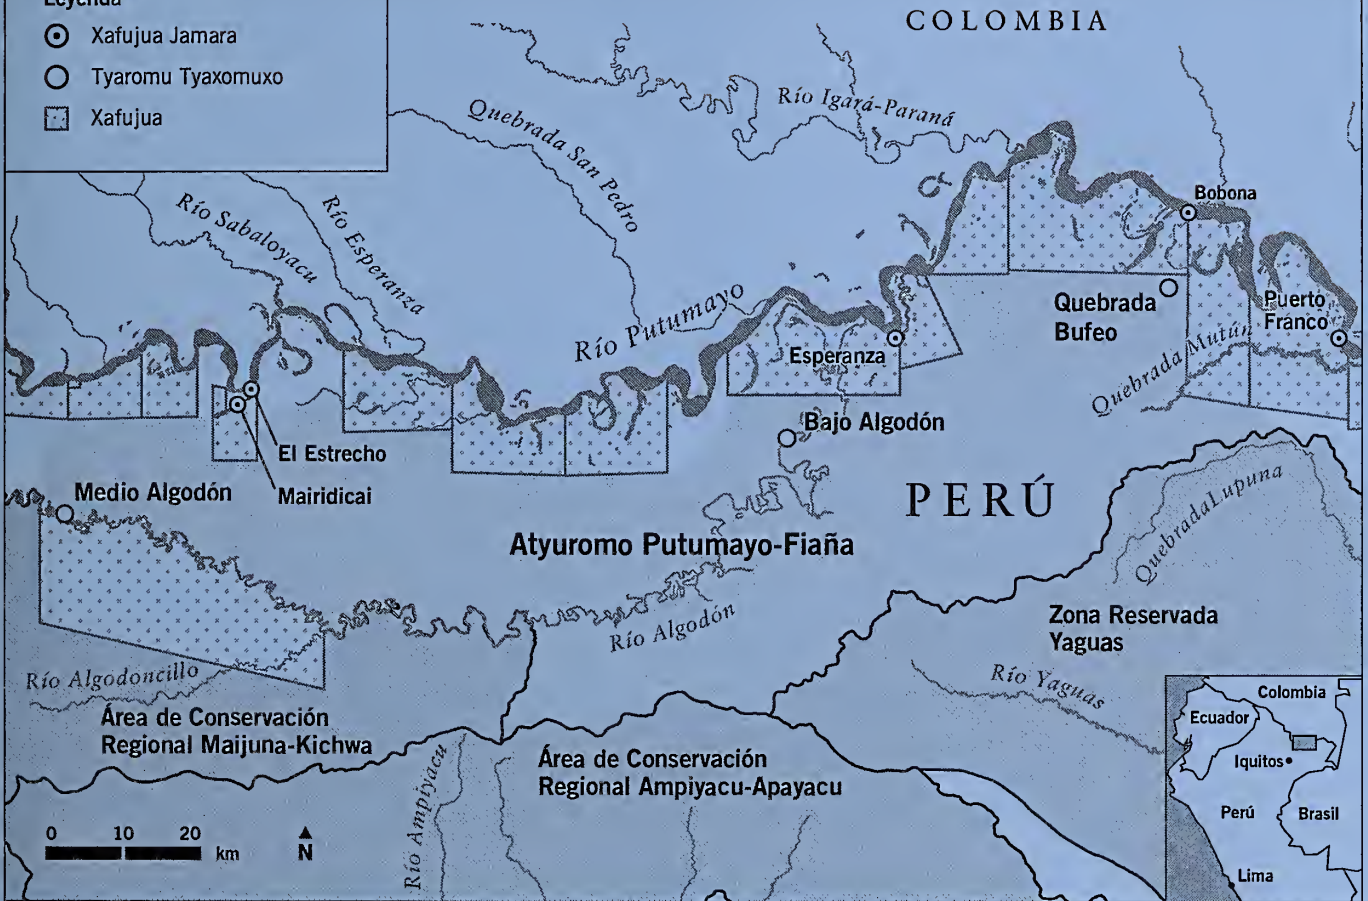 Leyenda
Xafujua Jamara
Tyaromu Tyaxomuxo
Xafujua
COLOMBIA
Río Igará-Paraná
Quebrada San Pedro
Río Sabaloyacu
Río Esperanza
Bobona
Río Putumayo
Quebrada
Bufeo
Puerto
Franco
Esperanza
Quebrada Mutún
Bajo Algodón
El Estrecho
Mairidicai
Medio Algodón
PERÚ
Quebrada Lupuna
Atyuromo Putumayo-Fiaña
Río Algodón
Zona Reservada
Yaguas
Río Algodoncillo
Río Yaguas
Área de Conservación
Regional Maijuna-Kichwa
Área de Conservación
Regional Ampiyacu-Apayacu
Río Ampiyacu
0 10 20
km
N
Colombia
Ecuador
Iquitos
Perú
Brasil
Lima